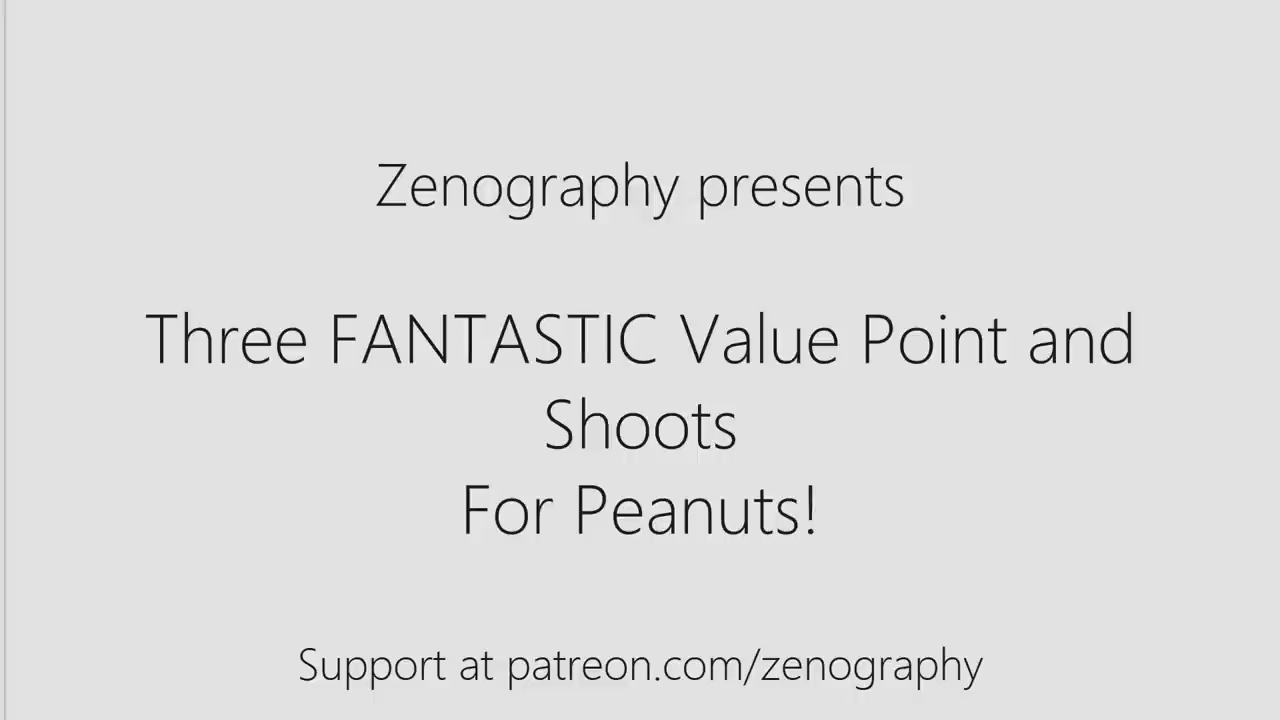 Zenography presents
Three FANTASTIC Value Point and
Shoots
For Peanuts!
Support at patreon.com/zenography